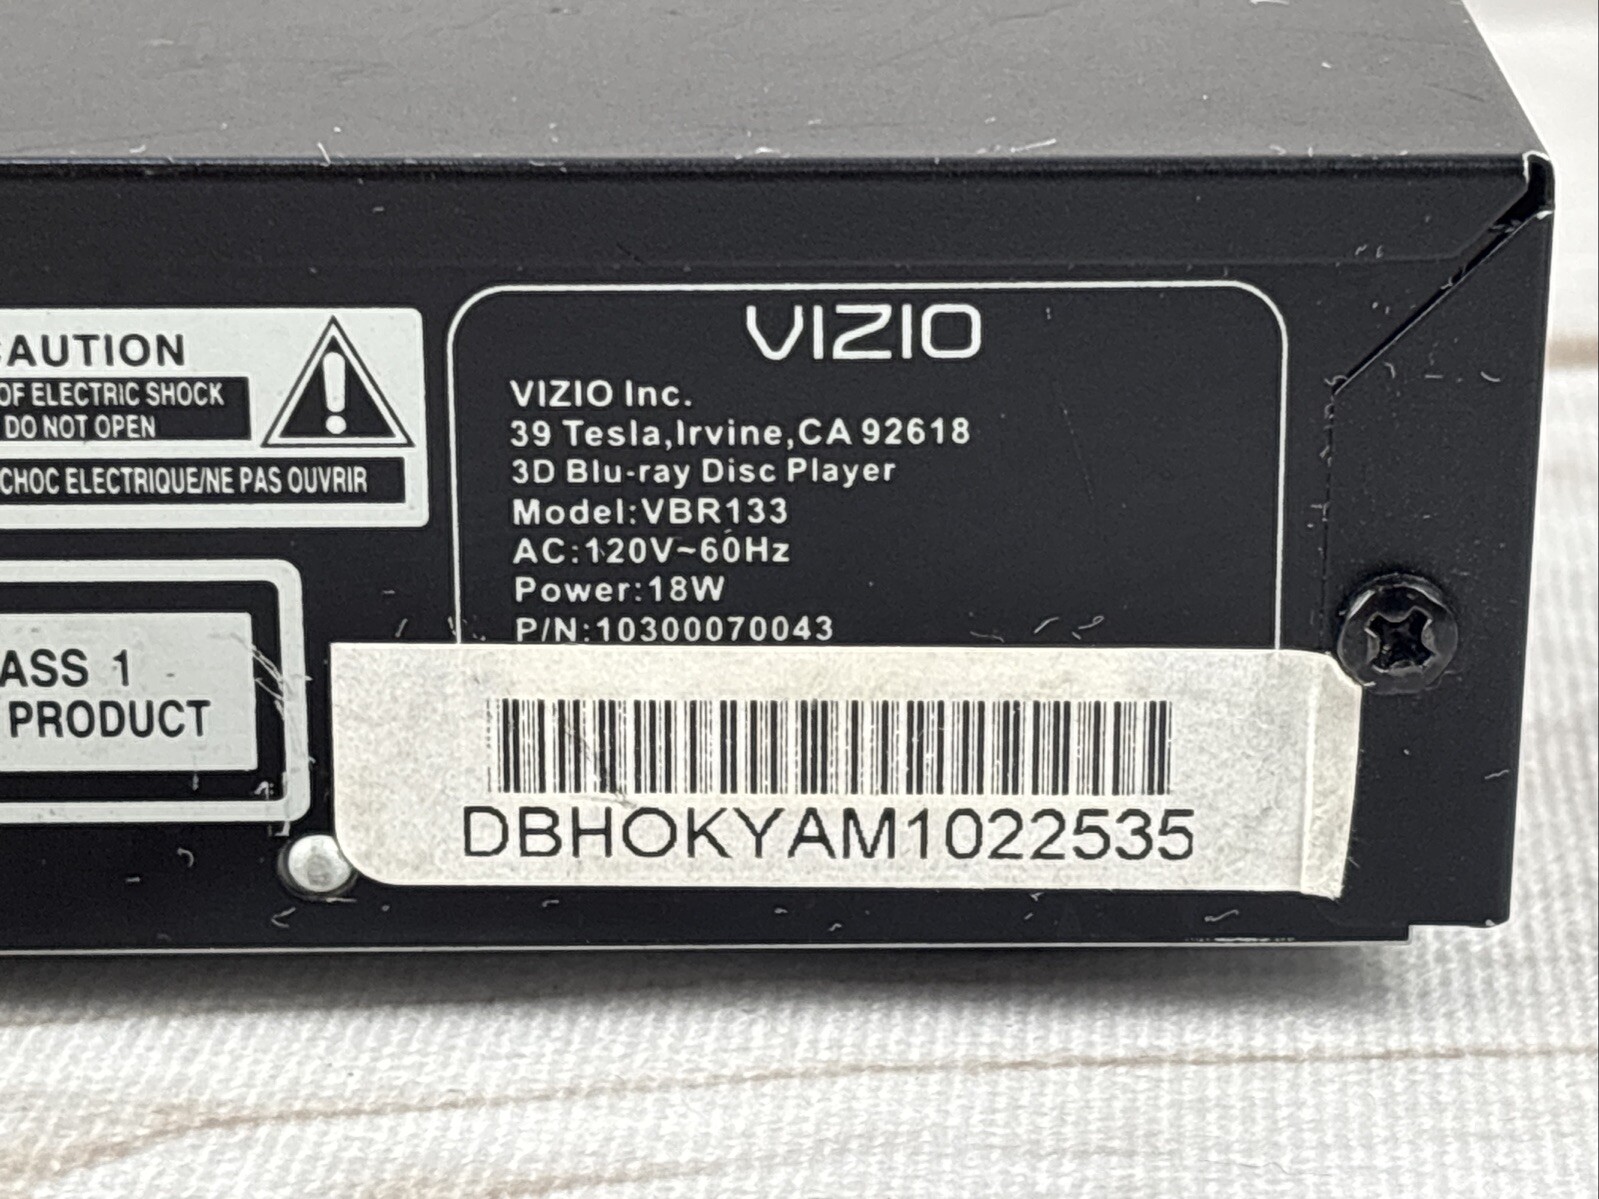 CAUTION
OF ELECTRIC SHOCK
DO NOT OPEN
CHOC ELECTRIQUE/NE PAS OUVRIR
ASS 1
PRODUCT
VIZIO
VIZIO Inc.
39 Tesla,Irvine,CA 92618
3D Blu-ray Disc Player
Model:VBR133
AC:120V~60Hz
Power:18W
P/N:10300070043
DBHOKYAM1022535